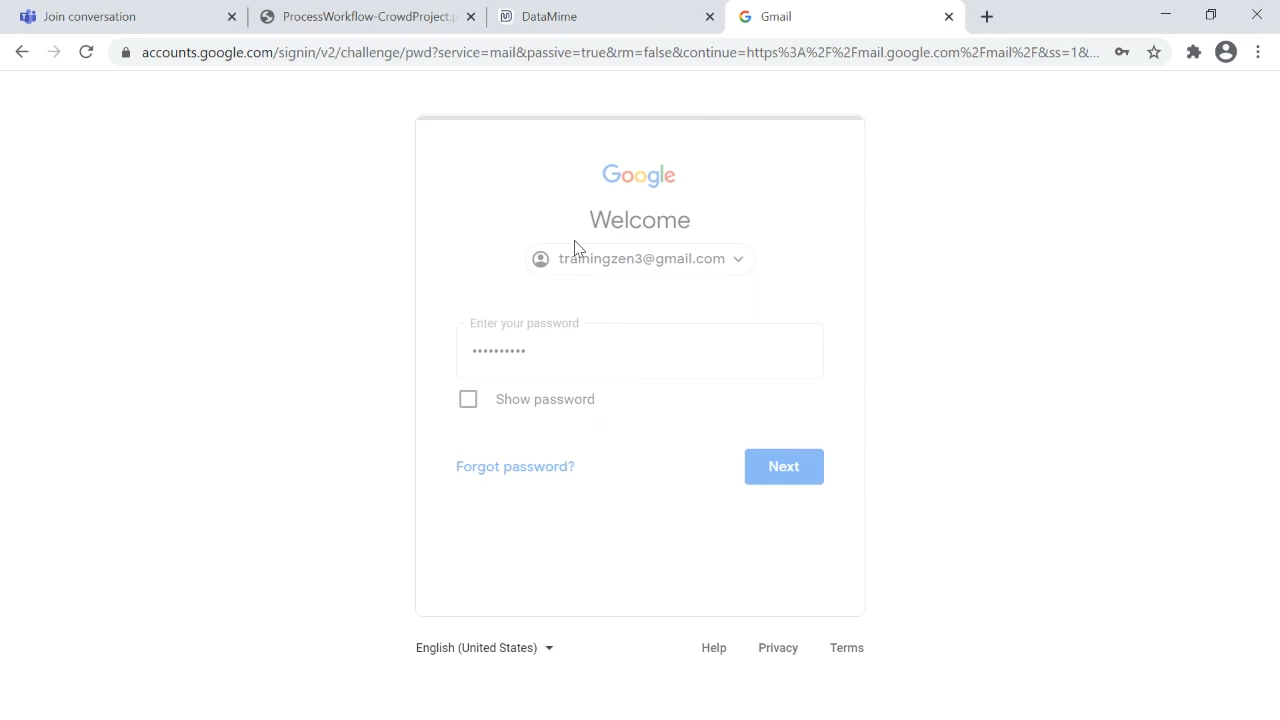 Join conversation
ProcessWorkflow-CrowdProject.p
DataMime
Gmail
accounts.google.com/signin/v2/challenge/pwd?service=mail&passive=true&rm=false&continue=https%3A%2F%2Fmail.google.com%2Fmail%2F&ss=1&...
Google
Welcome
trainingzen3@gmail.com
Enter your password
••••••••••
Show password
Forgot password?
Next
English (United States)
Help
Privacy
Terms